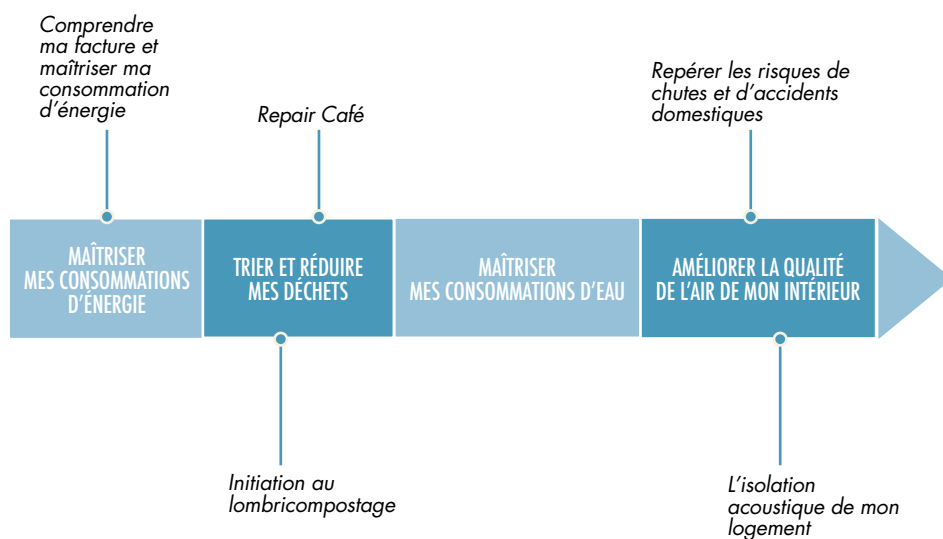 Comprendre
ma facture et
maîtriser ma
consommation
d'énergie
Repair Café
Repérer les risques de
chutes et d'accidents
domestiques
MAÎTRISER
MES CONSOMMATIONS
D'ÉNERGIE
TRIER ET RÉDUIRE
MES DÉCHETS
MAÎTRISER
MES CONSOMMATIONS D'EAU
AMÉLIORER LA QUALITÉ
DE L'AIR DE MON INTÉRIEUR
Initiation au
lombricompostage
L'isolation
acoustique de mon
logement